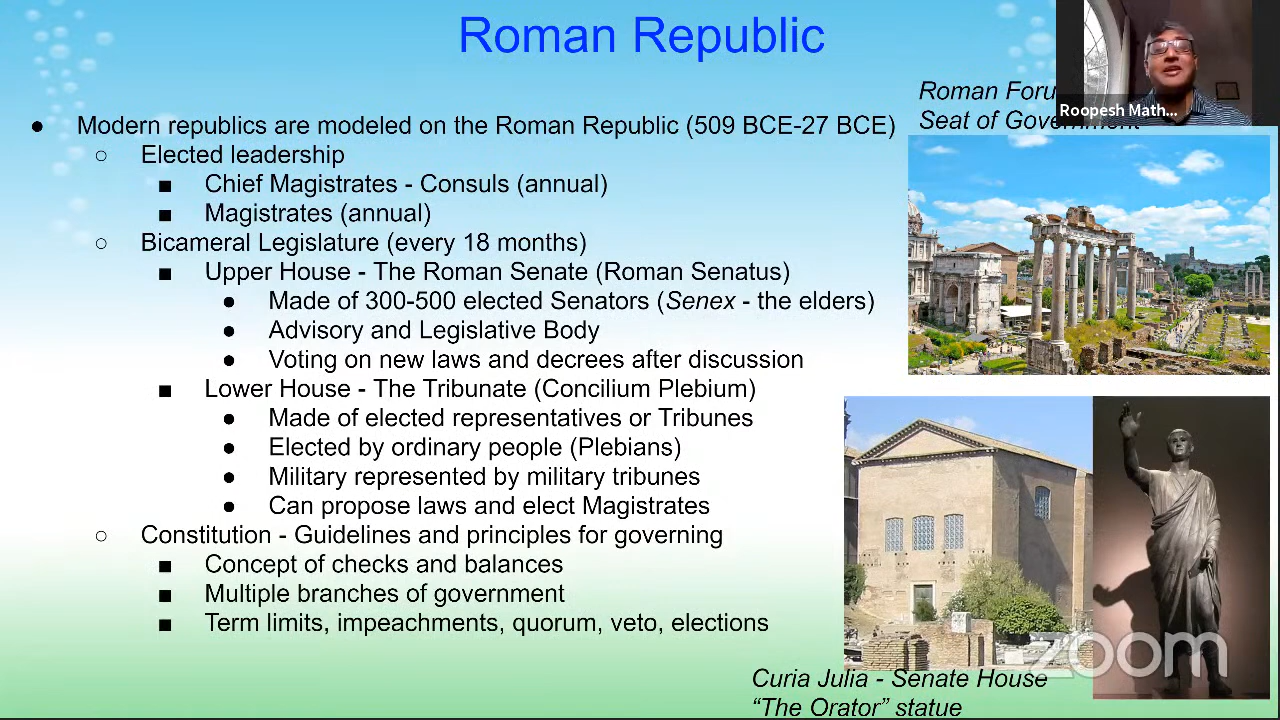 Roman Republic
Roman Foru
Seat of Government
Roopesh Math...
● Modern republics are modeled on the Roman Republic (509 BCE-27 BCE)
○ Elected leadership
■ Chief Magistrates - Consuls (annual)
■ Magistrates (annual)
○ Bicameral Legislature (every 18 months)
■ Upper House - The Roman Senate (Roman Senatus)
● Made of 300-500 elected Senators (Senex - the elders)
● Advisory and Legislative Body
● Voting on new laws and decrees after discussion
■ Lower House - The Tribunate (Concilium Plebium)
● Made of elected representatives or Tribunes
● Elected by ordinary people (Plebians)
● Military represented by military tribunes
● Can propose laws and elect Magistrates
○ Constitution - Guidelines and principles for governing
■ Concept of checks and balances
■ Multiple branches of government
■ Term limits, impeachments, quorum, veto, elections
zoom
Curia Julia - Senate House
“The Orator” statue